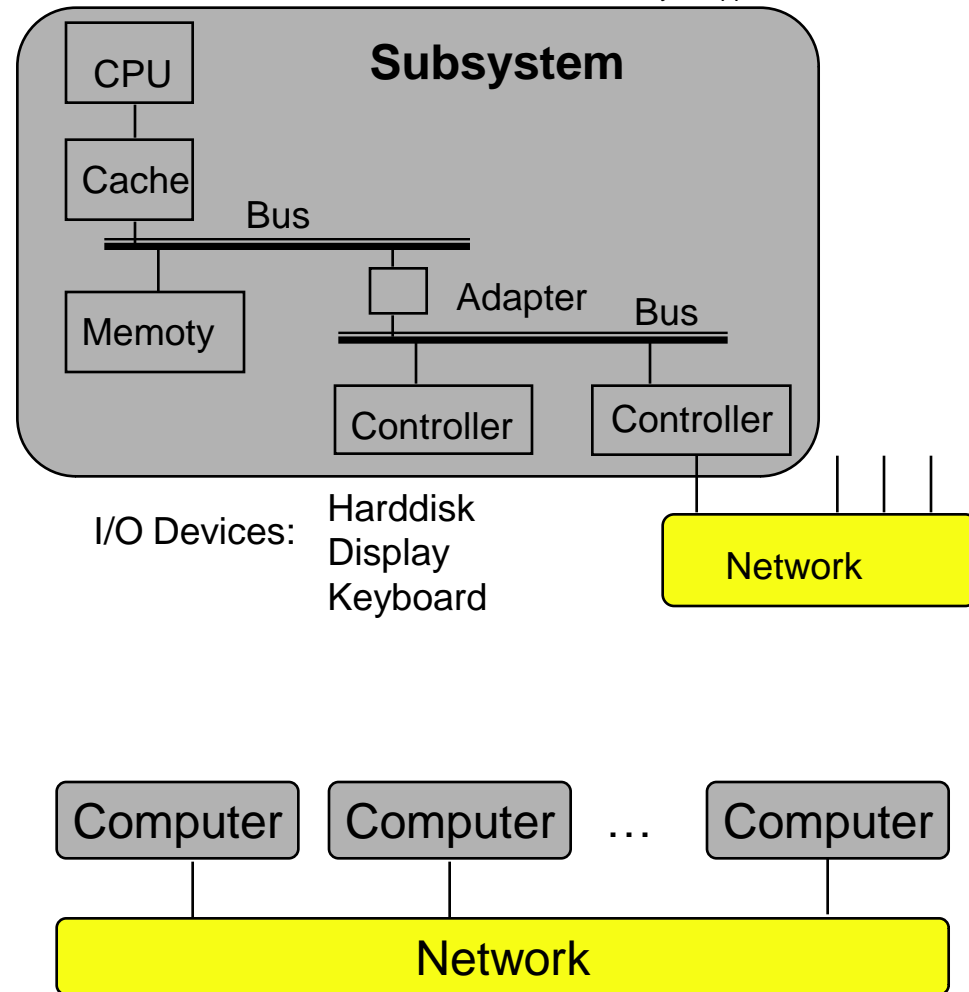 Subsystem
CPU
Cache
Bus
Adapter
Bus
Memoty
Controller
Controller
I/O Devices:
Harddisk
Display
Keyboard
Network
Computer
Computer
…
Computer
Network